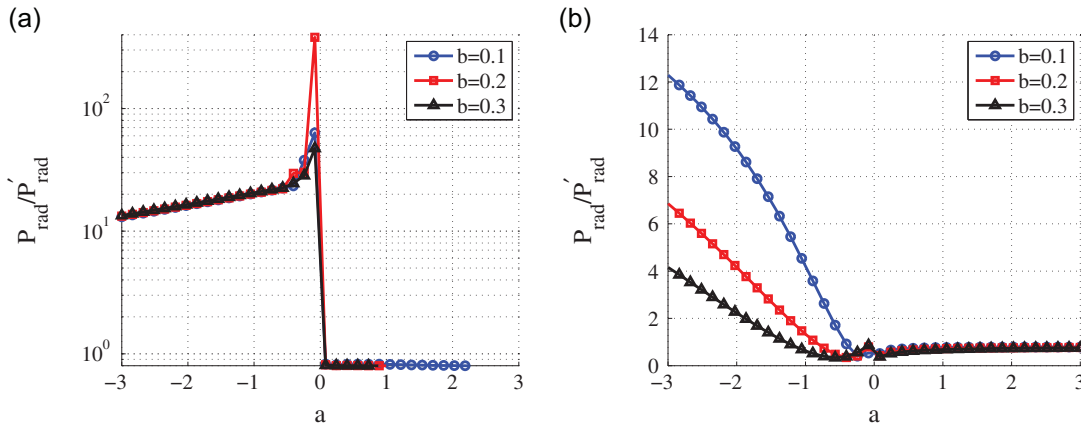 (a)
10^2
10^1
10^0
P_rad/P'_rad
b=0.1
b=0.2
b=0.3
−3 −2 −1 0 1 2 3
a
(b)
14
12
10
8
6
4
2
0
P_rad/P'_rad
b=0.1
b=0.2
b=0.3
−3 −2 −1 0 1 2 3
a